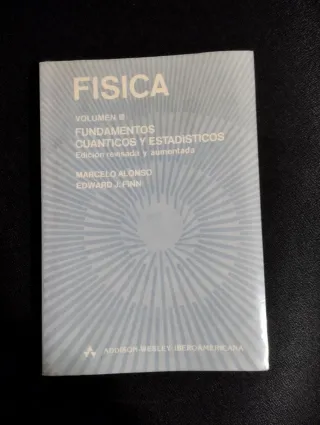 FISICA
VOLUMEN III
FUNDAMENTOS
CUANTICOS Y ESTADISTICOS
Edición revisada y aumentada
MARCELO ALONSO
EDWARD J. FINN
ADDISON-WESLEY IBEROAMERICANA